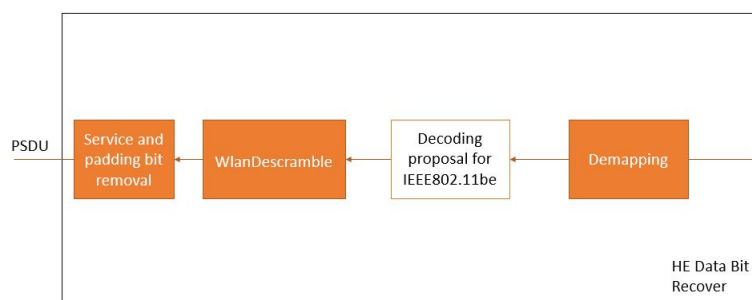 PSDU
Service and
padding bit
removal
WlanDescramble
Decoding
proposal for
IEEE802.11be
Demapping
HE Data Bit
Recover